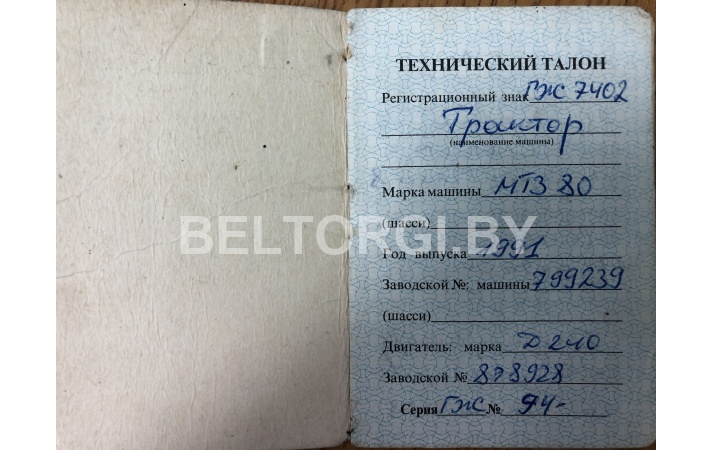 ТЕХНИЧЕСКИЙ ТАЛОН
Регистрационный знак ГЖ 7402
Трактор
(наименование машины)
Марка машины МТЗ 80
(шасси)
BELTORGI.BY
Год выпуска 1991
Заводской №: машины 799239
(шасси)
Двигатель: марка Д 240
Заводской № 878928
Серия ГЖ № 94-